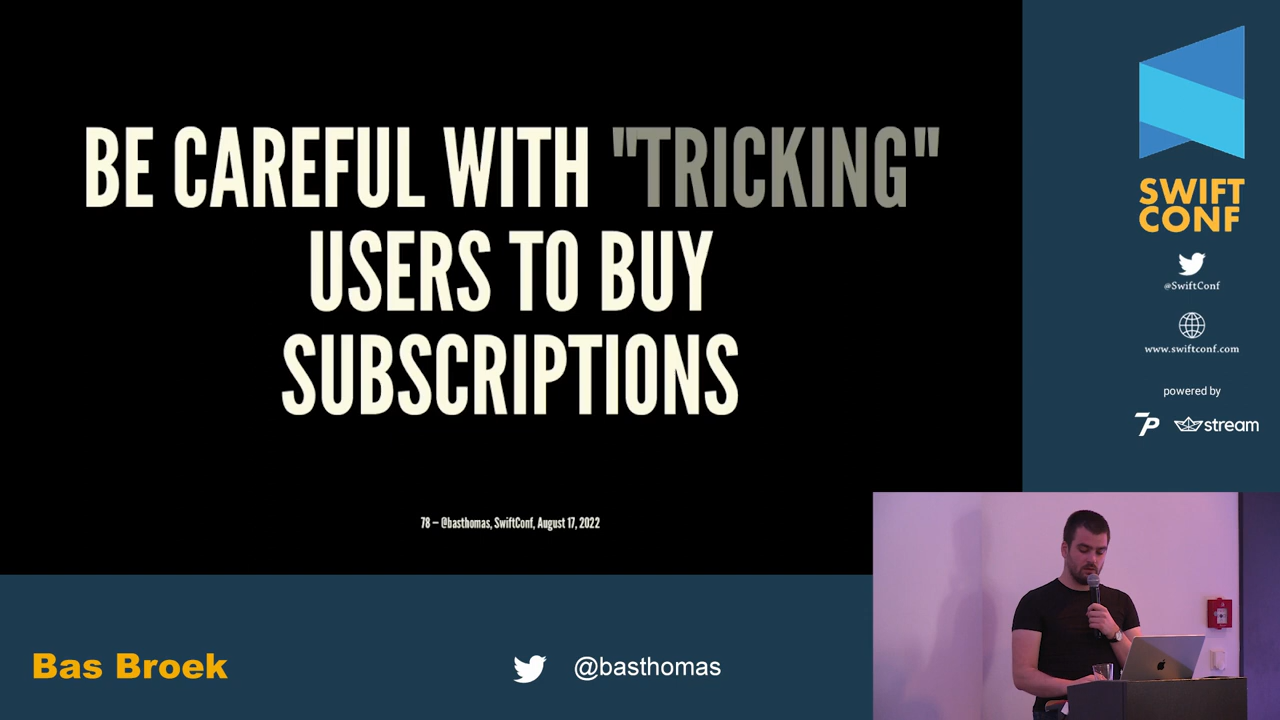 BE CAREFUL WITH "TRICKING"
USERS TO BUY
SUBSCRIPTIONS
78 – @basthomas, SwiftConf, August 17, 2022
SWIFT
CONF
@SwiftConf
www.swiftconf.com
powered by
7P stream
Bas Broek
@basthomas